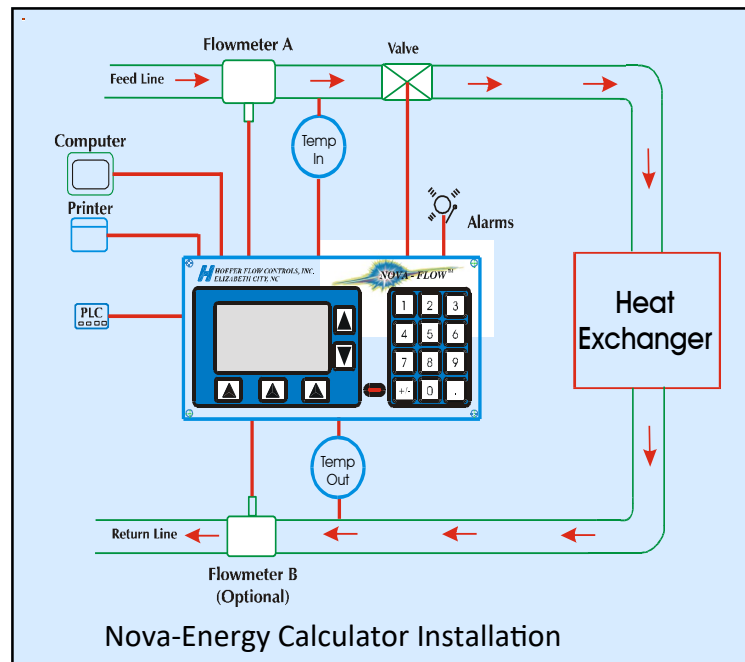 Flowmeter A
Valve
Feed Line
Temp
In
Computer
Printer
Alarms
HOFFER FLOW CONTROLS, INC.
ELIZABETH CITY, NC
NOVA-FLOW™
PLC
1 2 3
4 5 6
7 8 9
+/- 0 .
Heat
Exchanger
Temp
Out
Return Line
Flowmeter B
(Optional)
Nova-Energy Calculator Installation